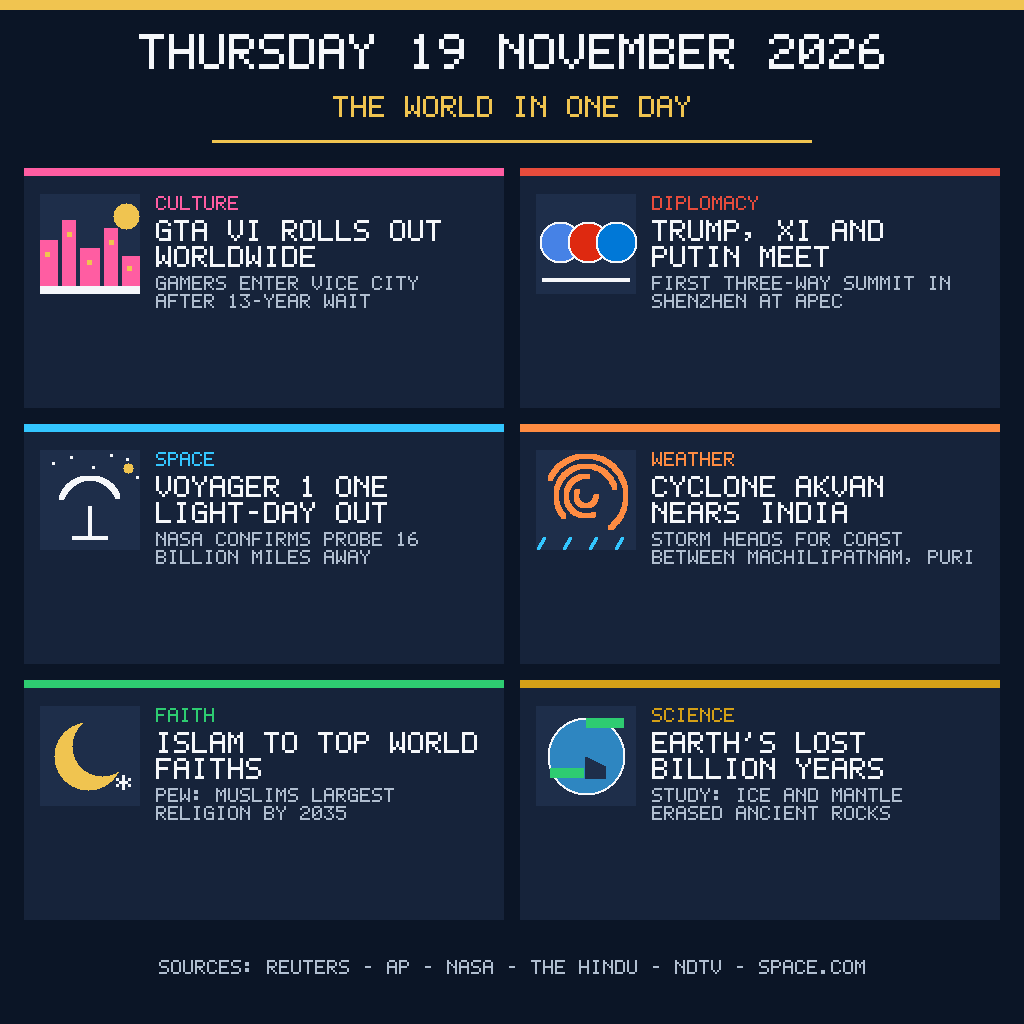 THURSDAY 19 NOVEMBER 2026
THE WORLD IN ONE DAY
CULTURE
GTA VI ROLLS OUT
WORLDWIDE
GAMERS ENTER VICE CITY
AFTER 13-YEAR WAIT
DIPLOMACY
TRUMP, XI AND
PUTIN MEET
FIRST THREE-WAY SUMMIT IN
SHENZHEN AT APEC
SPACE
VOYAGER 1 ONE
LIGHT-DAY OUT
NASA CONFIRMS PROBE 16
BILLION MILES AWAY
WEATHER
CYCLONE AKVAN
NEARS INDIA
STORM HEADS FOR COAST
BETWEEN MACHILIPATNAM, PURI
FAITH
ISLAM TO TOP WORLD
FAITHS
PEW: MUSLIMS LARGEST
RELIGION BY 2035
SCIENCE
EARTH'S LOST
BILLION YEARS
STUDY: ICE AND MANTLE
ERASED ANCIENT ROCKS
SOURCES: REUTERS - AP - NASA - THE HINDU - NDTV - SPACE.COM